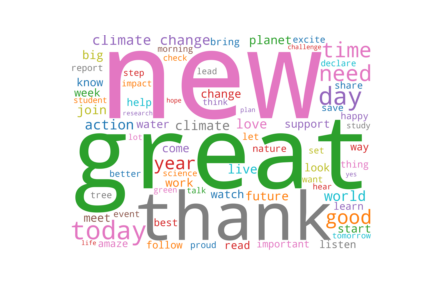 climate change bring planet excite challenge
morning check
big new time
report step lead change need declare
know impact share
week hope think day save
student research plan happy
join help
action water climate love support study
great
come let nature set way
year live look thing
better science want hear yes
work green talk watch future world
tree thank learn
meet event best good start
today tomorrow
life amaze follow proud read important listen
lot